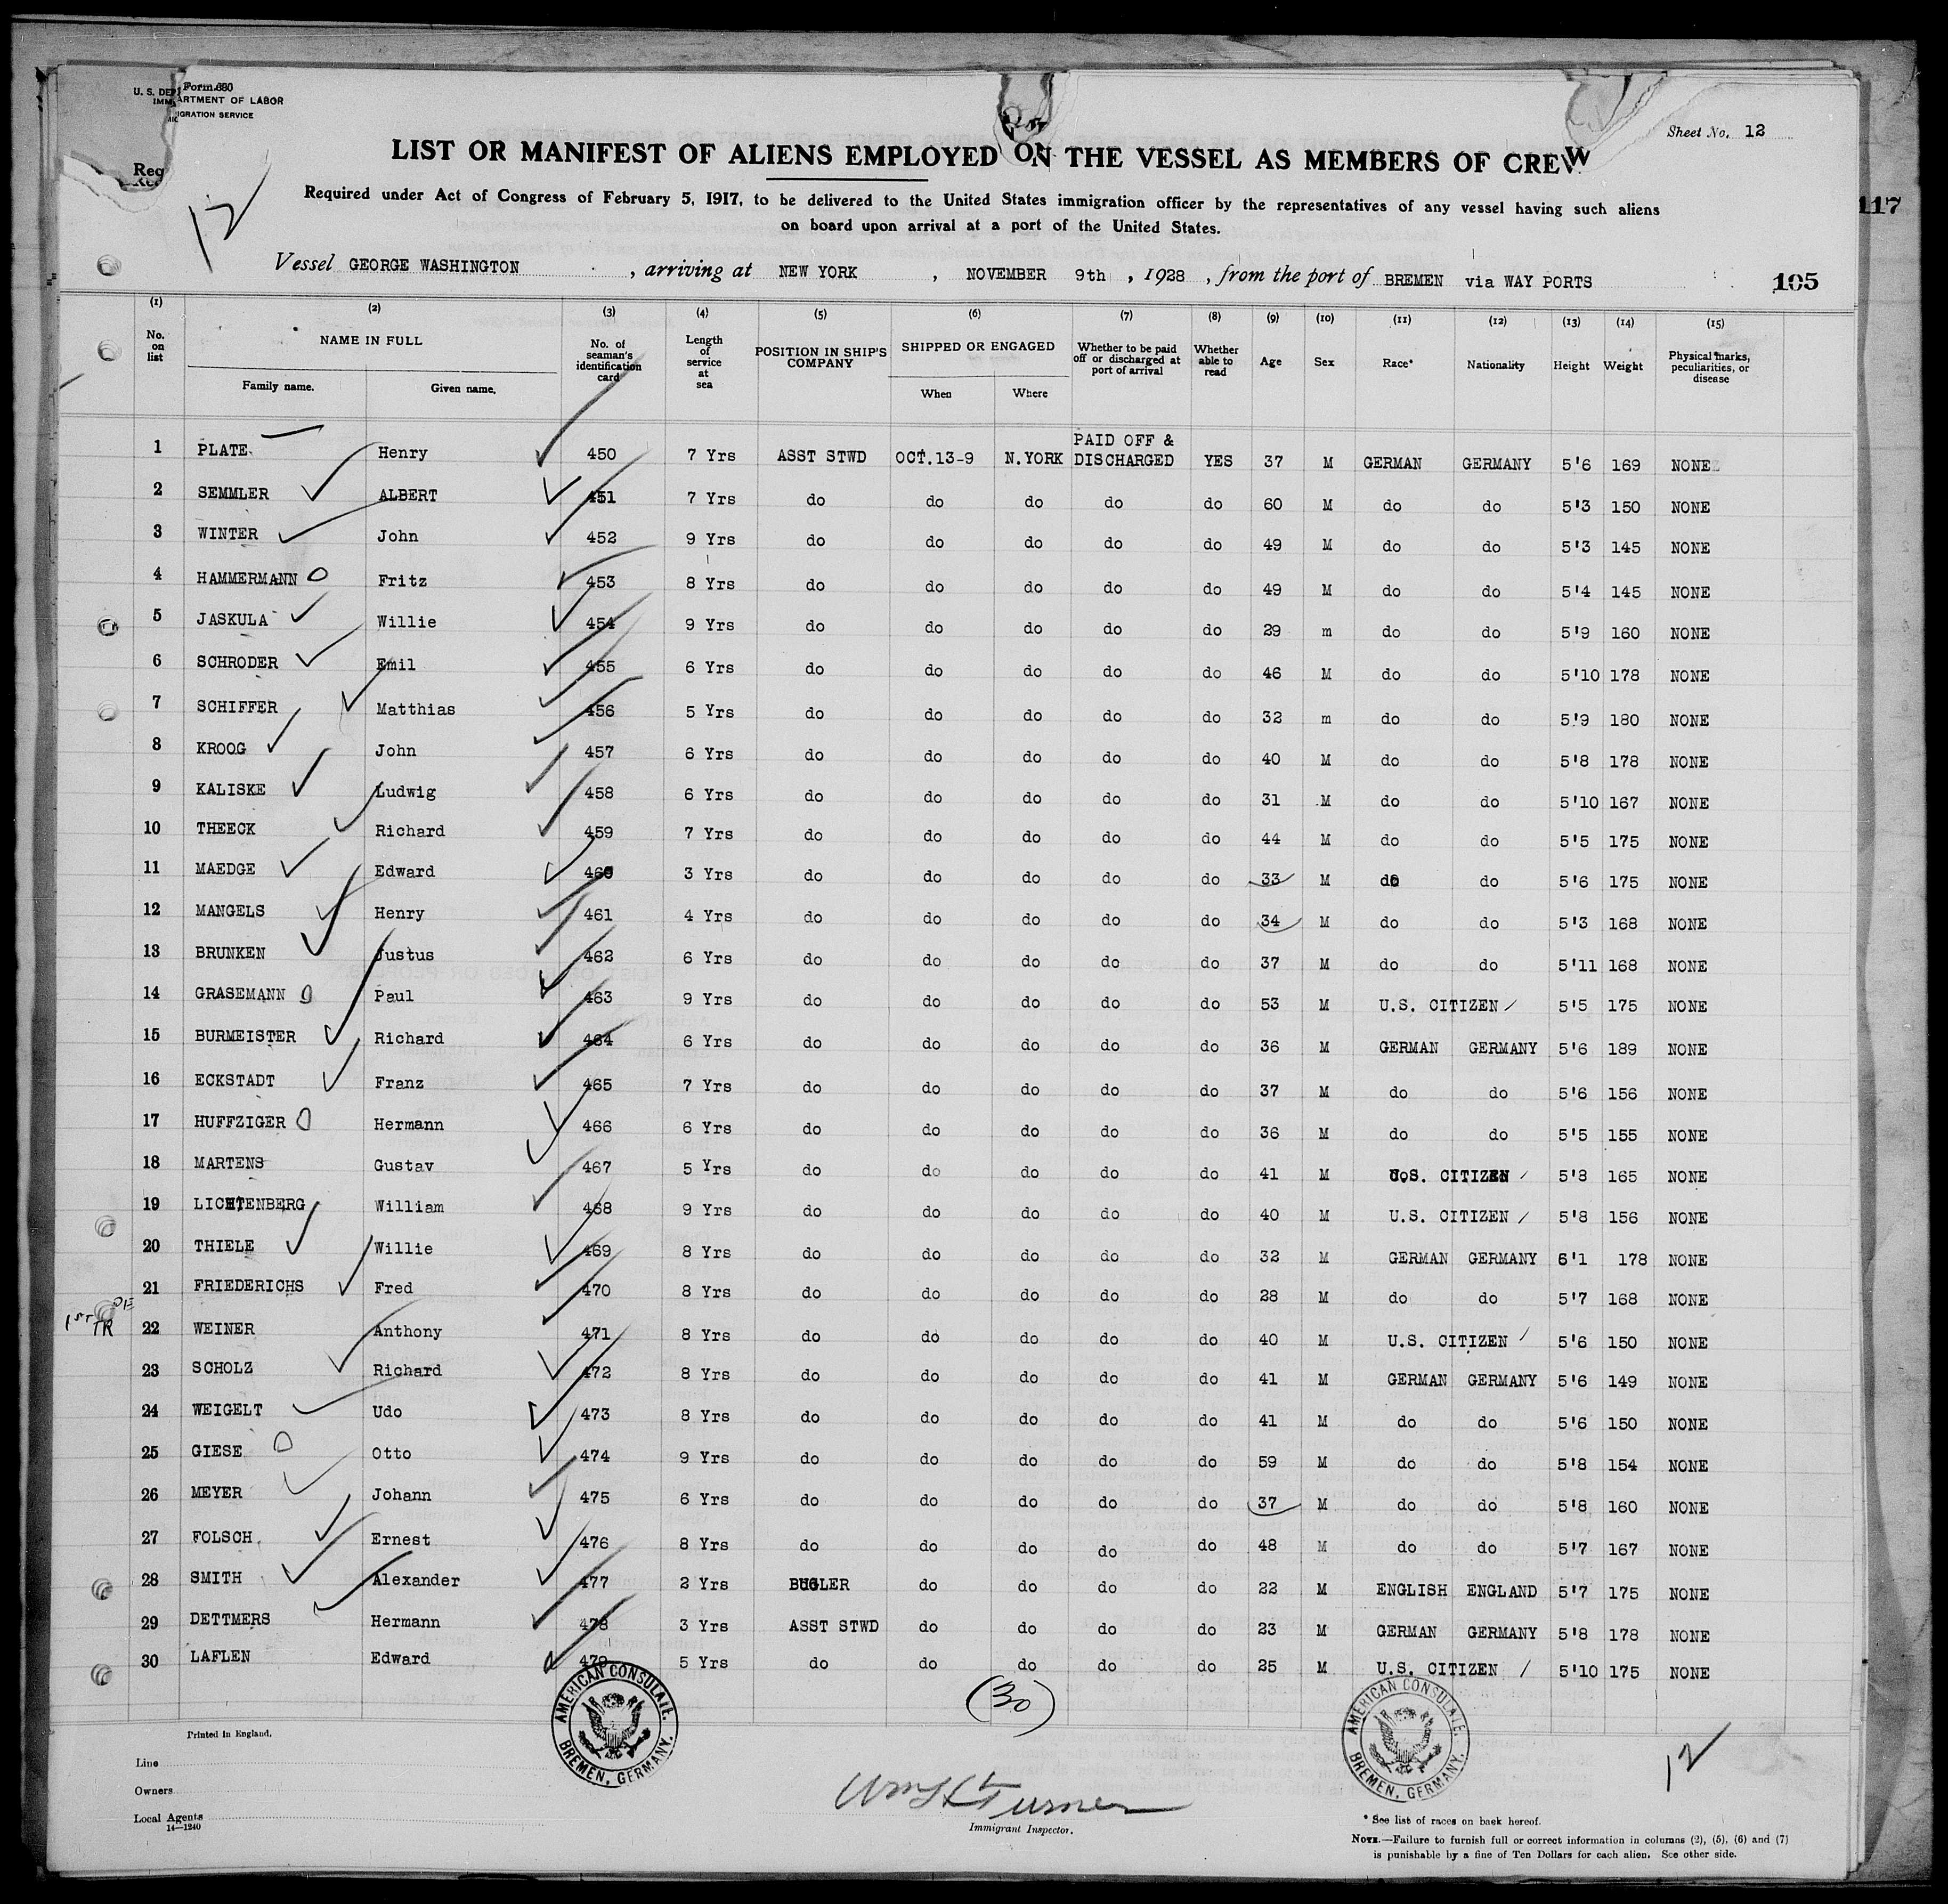 Form 680
U. S. DEPARTMENT OF LABOR
IMMIGRATION SERVICE
Sheet No. 12
LIST OR MANIFEST OF ALIENS EMPLOYED ON THE VESSEL AS MEMBERS OF CREW
Req
12
Required under Act of Congress of February 5, 1917, to be delivered to the United States immigration officer by the representatives of any vessel having such aliens
on board upon arrival at a port of the United States.
117
Vessel GEORGE WASHINGTON , arriving at NEW YORK , NOVEMBER 9th , 1928 , from the port of BREMEN via WAY PORTS
105
(1) (2) (3) (4) (5) (6) (7) (8) (9) (10) (11) (12) (13) (14) (15)
No. on list NAME IN FULL Family name. Given name. No. of seaman's identification card Length of service at sea POSITION IN SHIP'S COMPANY SHIPPED OR ENGAGED When Where Whether to be paid off or discharged at port of arrival Whether able to read Age Sex Race* Nationality Height Weight Physical marks, peculiarities, or disease
1 PLATE Henry 450 7 Yrs ASST STWD OCT.13-9 N.YORK PAID OFF & DISCHARGED YES 37 M GERMAN GERMANY 5'6 169 NONE
2 SEMMLER ALBERT 451 7 Yrs do do do do do 60 M do do 5'3 150 NONE
3 WINTER John 452 9 Yrs do do do do do 49 M do do 5'3 145 NONE
4 HAMMERMANN Fritz 453 8 Yrs do do do do do 49 M do do 5'4 145 NONE
5 JASKULA Willie 454 9 Yrs do do do do do 29 m do do 5'9 160 NONE
6 SCHRODER Emil 455 6 Yrs do do do do do 46 M do do 5'10 178 NONE
7 SCHIFFER Matthias 456 5 Yrs do do do do do 32 m do do 5'9 180 NONE
8 KROOG John 457 6 Yrs do do do do do 40 M do do 5'8 178 NONE
9 KALISKE Ludwig 458 6 Yrs do do do do do 31 M do do 5'10 167 NONE
10 THEECK Richard 459 7 Yrs do do do do do 44 M do do 5'5 175 NONE
11 MAEDGE Edward 460 3 Yrs do do do do do 33 M do do 5'6 175 NONE
12 MANGELS Henry 461 4 Yrs do do do do do 34 M do do 5'3 168 NONE
13 BRUNKEN Justus 462 6 Yrs do do do do do 37 M do do 5'11 168 NONE
14 GRASEMANN Paul 463 9 Yrs do do do do do 53 M U.S. CITIZEN 5'5 175 NONE
15 BURMEISTER Richard 464 6 Yrs do do do do do 36 M GERMAN GERMANY 5'6 189 NONE
16 ECKSTADT Franz 465 7 Yrs do do do do do 37 M do do 5'6 156 NONE
17 HUFFZIGER Hermann 466 6 Yrs do do do do do 36 M do do 5'5 155 NONE
18 MARTENS Gustav 467 5 Yrs do do do do do 41 M U.S. CITIZEN 5'8 165 NONE
19 LICHTENBERG William 468 9 Yrs do do do do do 40 M U.S. CITIZEN 5'8 156 NONE
20 THIELE Willie 469 8 Yrs do do do do do 32 M GERMAN GERMANY 6'1 178 NONE
21 FRIEDERICHS Fred 470 8 Yrs do do do do do 28 M do do 5'7 168 NONE
1ST TR
22 WEINER Anthony 471 8 Yrs do do do do do 40 M U.S. CITIZEN 5'6 150 NONE
23 SCHOLZ Richard 472 8 Yrs do do do do do 41 M GERMAN GERMANY 5'6 149 NONE
24 WEIGELT Udo 473 8 Yrs do do do do do 41 M do do 5'6 150 NONE
25 GIESE Otto 474 9 Yrs do do do do do 59 M do do 5'8 154 NONE
26 MEYER Johann 475 6 Yrs do do do do do 37 M do do 5'8 160 NONE
27 FOLSCH. Ernest 476 8 Yrs do do do do do 48 M do do 5'7 167 NONE
28 SMITH Alexander 477 2 Yrs BUGLER do do do do 22 M ENGLISH ENGLAND 5'7 175 NONE
29 DETTMERS Hermann 478 3 Yrs ASST STWD do do do do 23 M GERMAN GERMANY 5'8 178 NONE
30 LAFLEN Edward 479 5 Yrs do do do do do 25 M U.S. CITIZEN 5'10 175 NONE
(30)
AMERICAN CONSULATE. BREMEN, GERMANY.
AMERICAN CONSULATE. BREMEN, GERMANY.
Printed in England.
Line
Owners
Local Agents
14—1240
Turner
Immigrant Inspector.
12
* See list of races on back hereof.
NOTE.—Failure to furnish full or correct information in columns (2), (5), (6) and (7)
is punishable by a fine of Ten Dollars for each alien. See other side.